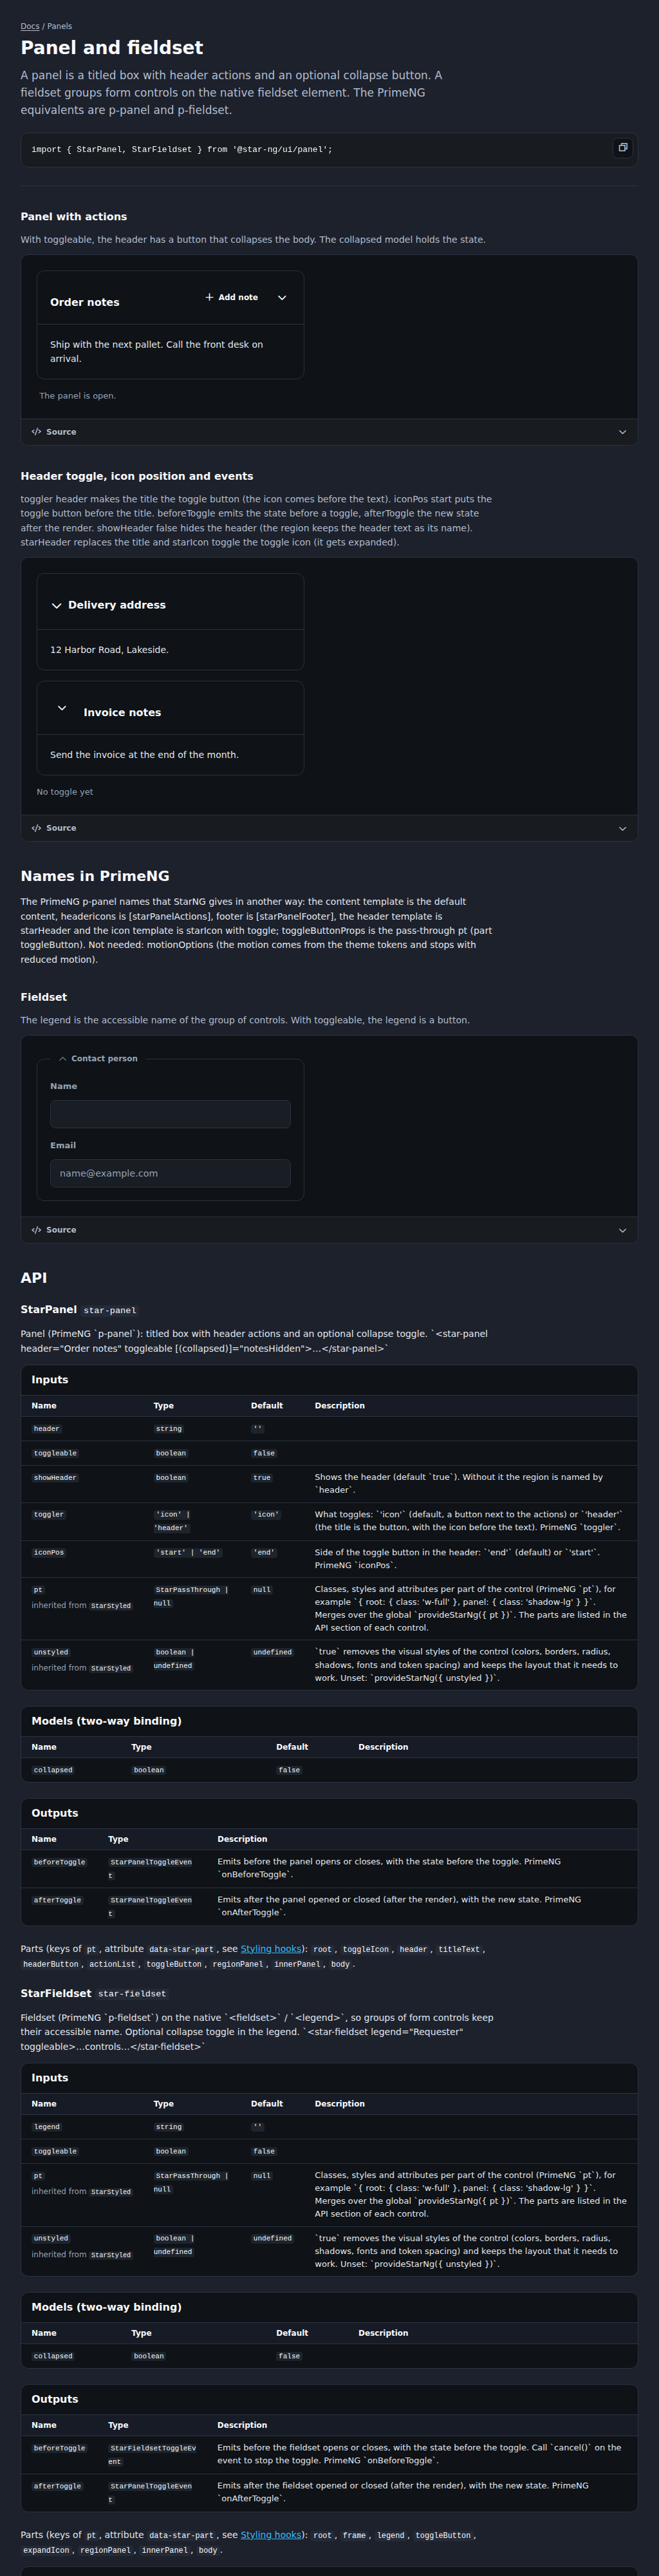 Docs / Panels
Panel and fieldset
A panel is a titled box with header actions and an optional collapse button. A
fieldset groups form controls on the native fieldset element. The PrimeNG
equivalents are p-panel and p-fieldset.
import { StarPanel, StarFieldset } from '@star-ng/ui/panel';
Panel with actions
With toggleable, the header has a button that collapses the body. The collapsed model holds the state.
Order notes
Add note
Ship with the next pallet. Call the front desk on
arrival.
The panel is open.
Source
Header toggle, icon position and events
toggler header makes the title the toggle button (the icon comes before the text). iconPos start puts the
toggle button before the title. beforeToggle emits the state before a toggle, afterToggle the new state
after the render. showHeader false hides the header (the region keeps the header text as its name).
starHeader replaces the title and starIcon toggle the toggle icon (it gets expanded).
Delivery address
12 Harbor Road, Lakeside.
Invoice notes
Send the invoice at the end of the month.
No toggle yet
Source
Names in PrimeNG
The PrimeNG p-panel names that StarNG gives in another way: the content template is the default
content, headericons is [starPanelActions], footer is [starPanelFooter], the header template is
starHeader and the icon template is starIcon with toggle; toggleButtonProps is the pass-through pt (part
toggleButton). Not needed: motionOptions (the motion comes from the theme tokens and stops with
reduced motion).
Fieldset
The legend is the accessible name of the group of controls. With toggleable, the legend is a button.
Contact person
Name
Email
name@example.com
Source
API
StarPanel star-panel
Panel (PrimeNG `p-panel`): titled box with header actions and an optional collapse toggle. `<star-panel
header="Order notes" toggleable [(collapsed)]="notesHidden">…</star-panel>`
Inputs
Name Type Default Description
header string ''
toggleable boolean false
showHeader boolean true Shows the header (default `true`). Without it the region is named by
`header`.
toggler 'icon' | 'icon' What toggles: `'icon'` (default, a button next to the actions) or `'header'`
'header' (the title is the button, with the icon before the text). PrimeNG `toggler`.
iconPos 'start' | 'end' 'end' Side of the toggle button in the header: `'end'` (default) or `'start'`.
PrimeNG `iconPos`.
pt StarPassThrough | null Classes, styles and attributes per part of the control (PrimeNG `pt`), for
inherited from StarStyled null example `{ root: { class: 'w-full' }, panel: { class: 'shadow-lg' } }`.
Merges over the global `provideStarNg({ pt })`. The parts are listed in the
API section of each control.
unstyled boolean | undefined `true` removes the visual styles of the control (colors, borders, radius,
inherited from StarStyled undefined shadows, fonts and token spacing) and keeps the layout that it needs to
work. Unset: `provideStarNg({ unstyled })`.
Models (two-way binding)
Name Type Default Description
collapsed boolean false
Outputs
Name Type Description
beforeToggle StarPanelToggleEven Emits before the panel opens or closes, with the state before the toggle. PrimeNG
t `onBeforeToggle`.
afterToggle StarPanelToggleEven Emits after the panel opened or closed (after the render), with the new state. PrimeNG
t `onAfterToggle`.
Parts (keys of pt, attribute data-star-part, see Styling hooks): root, toggleIcon, header, titleText,
headerButton, actionList, toggleButton, regionPanel, innerPanel, body.
StarFieldset star-fieldset
Fieldset (PrimeNG `p-fieldset`) on the native `<fieldset>` / `<legend>`, so groups of form controls keep
their accessible name. Optional collapse toggle in the legend. `<star-fieldset legend="Requester"
toggleable>…controls…</star-fieldset>`
Inputs
Name Type Default Description
legend string ''
toggleable boolean false
pt StarPassThrough | null Classes, styles and attributes per part of the control (PrimeNG `pt`), for
inherited from StarStyled null example `{ root: { class: 'w-full' }, panel: { class: 'shadow-lg' } }`.
Merges over the global `provideStarNg({ pt })`. The parts are listed in the
API section of each control.
unstyled boolean | undefined `true` removes the visual styles of the control (colors, borders, radius,
inherited from StarStyled undefined shadows, fonts and token spacing) and keeps the layout that it needs to
work. Unset: `provideStarNg({ unstyled })`.
Models (two-way binding)
Name Type Default Description
collapsed boolean false
Outputs
Name Type Description
beforeToggle StarFieldsetToggleEv Emits before the fieldset opens or closes, with the state before the toggle. Call `cancel()` on the
ent event to stop the toggle. PrimeNG `onBeforeToggle`.
afterToggle StarPanelToggleEven Emits after the fieldset opened or closed (after the render), with the new state. PrimeNG
t `onAfterToggle`.
Parts (keys of pt, attribute data-star-part, see Styling hooks): root, frame, legend, toggleButton,
expandIcon, regionPanel, innerPanel, body.